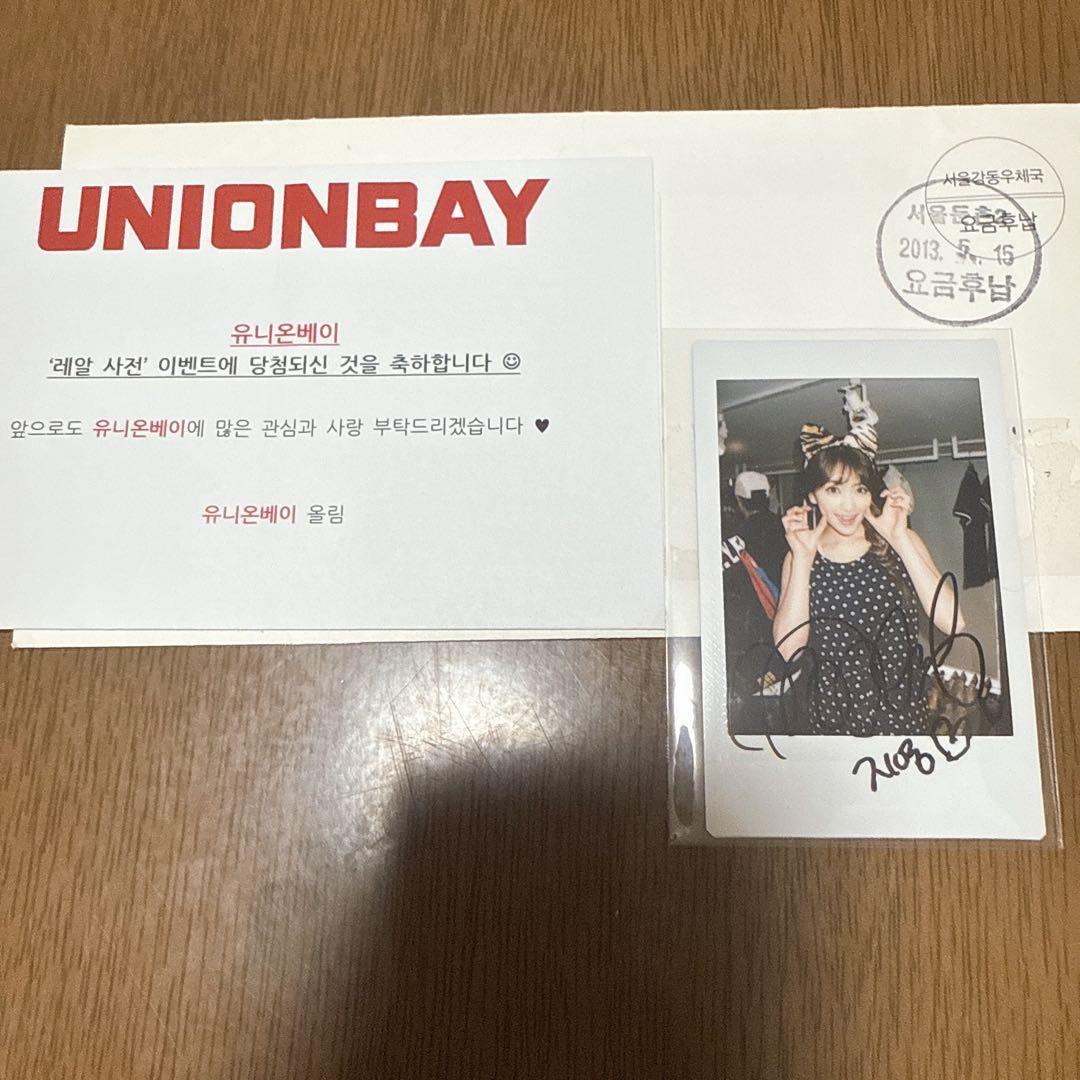 UNIONBAY
유니온베이
‘레알 사전’ 이벤트에 당첨되신 것을 축하합니다 ☺
앞으로도 유니온베이에 많은 관심과 사랑 부탁드리겠습니다 ♥
유니온베이 올림
서울강동우체국
요금후납
2013. 15
요금후납
지영♡